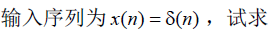 输入序列为 x(n) = δ(n) ，试求